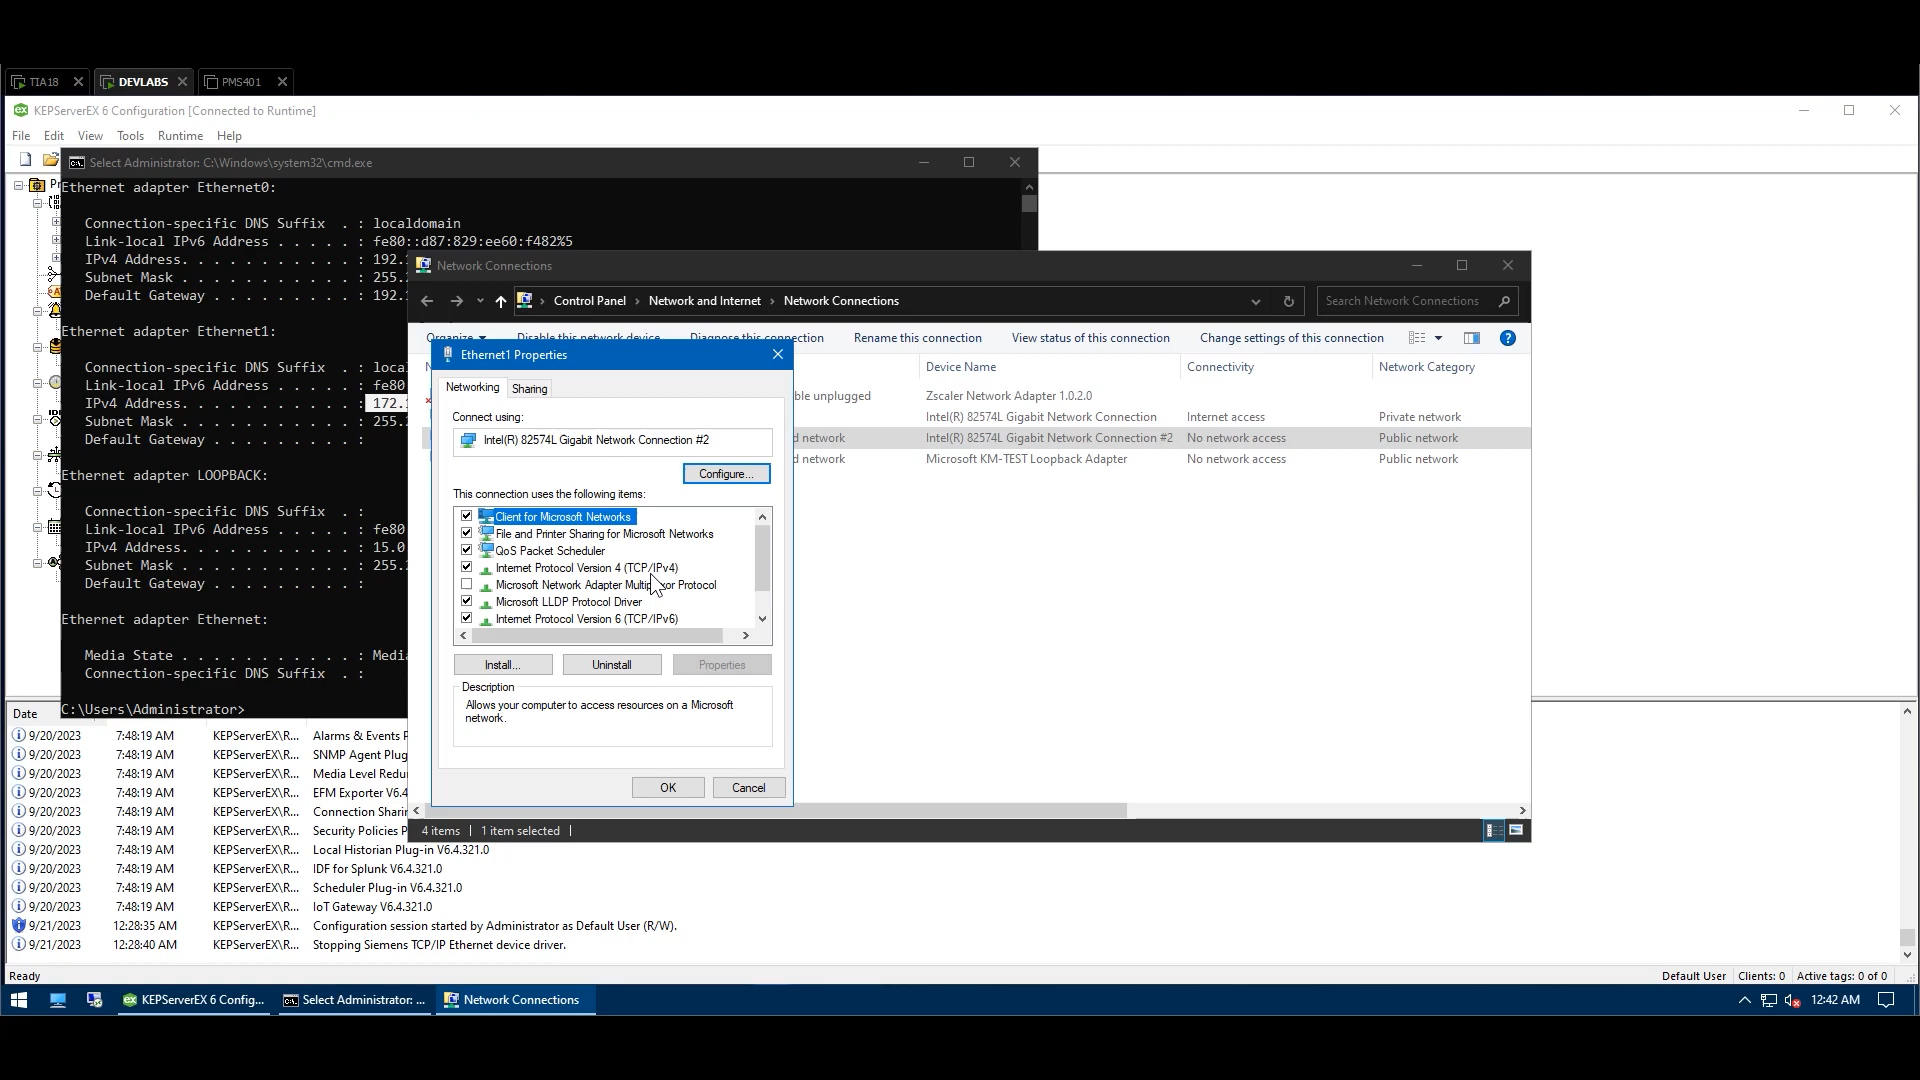 TIA18
DEVLABS
PMS401
KEPServerEX 6 Configuration [Connected to Runtime]
File Edit View Tools Runtime Help
Select Administrator: C:\Windows\system32\cmd.exe
Ethernet adapter Ethernet0:
Connection-specific DNS Suffix . : localdomain
Link-local IPv6 Address . . . . . : fe80::d87:829:ee60:f482%5
IPv4 Address. . . . . . . . . . . : 192.
Subnet Mask . . . . . . . . . . . : 255.
Default Gateway . . . . . . . . . : 192.
Ethernet adapter Ethernet1:
Connection-specific DNS Suffix . : loca
Link-local IPv6 Address . . . . . : fe80
IPv4 Address. . . . . . . . . . . : 172.
Subnet Mask . . . . . . . . . . . : 255.
Default Gateway . . . . . . . . . :
Ethernet adapter LOOPBACK:
Connection-specific DNS Suffix . :
Link-local IPv6 Address . . . . . : fe80
IPv4 Address. . . . . . . . . . . : 15.0
Subnet Mask . . . . . . . . . . . : 255.
Default Gateway . . . . . . . . . :
Ethernet adapter Ethernet:
Media State . . . . . . . . . . . : Media
Connection-specific DNS Suffix . :
C:\Users\Administrator>
Network Connections
Control Panel › Network and Internet › Network Connections
Search Network Connections
Organize Disable this network device Diagnose this connection Rename this connection View status of this connection Change settings of this connection
Device Name Connectivity Network Category
ble unplugged Zscaler Network Adapter 1.0.2.0
Intel(R) 82574L Gigabit Network Connection Internet access Private network
d network Intel(R) 82574L Gigabit Network Connection #2 No network access Public network
d network Microsoft KM-TEST Loopback Adapter No network access Public network
4 items 1 item selected
Ethernet1 Properties
Networking Sharing
Connect using:
Intel(R) 82574L Gigabit Network Connection #2
Configure...
This connection uses the following items:
Client for Microsoft Networks
File and Printer Sharing for Microsoft Networks
QoS Packet Scheduler
Internet Protocol Version 4 (TCP/IPv4)
Microsoft Network Adapter Multip or Protocol
Microsoft LLDP Protocol Driver
Internet Protocol Version 6 (TCP/IPv6)
Install... Uninstall Properties
Description
Allows your computer to access resources on a Microsoft
network.
OK Cancel
Date
9/20/2023 7:48:19 AM KEPServerEX\R... Alarms & Events P
9/20/2023 7:48:19 AM KEPServerEX\R... SNMP Agent Plug
9/20/2023 7:48:19 AM KEPServerEX\R... Media Level Redu
9/20/2023 7:48:19 AM KEPServerEX\R... EFM Exporter V6.4
9/20/2023 7:48:19 AM KEPServerEX\R... Connection Sharin
9/20/2023 7:48:19 AM KEPServerEX\R... Security Policies P
9/20/2023 7:48:19 AM KEPServerEX\R... Local Historian Plug-in V6.4.321.0
9/20/2023 7:48:19 AM KEPServerEX\R... IDF for Splunk V6.4.321.0
9/20/2023 7:48:19 AM KEPServerEX\R... Scheduler Plug-in V6.4.321.0
9/20/2023 7:48:19 AM KEPServerEX\R... IoT Gateway V6.4.321.0
9/21/2023 12:28:35 AM KEPServerEX\R... Configuration session started by Administrator as Default User (R/W).
9/21/2023 12:28:40 AM KEPServerEX\R... Stopping Siemens TCP/IP Ethernet device driver.
Ready Default User Clients: 0 Active tags: 0 of 0
KEPServerEX 6 Config... Select Administrator: ... Network Connections 12:42 AM